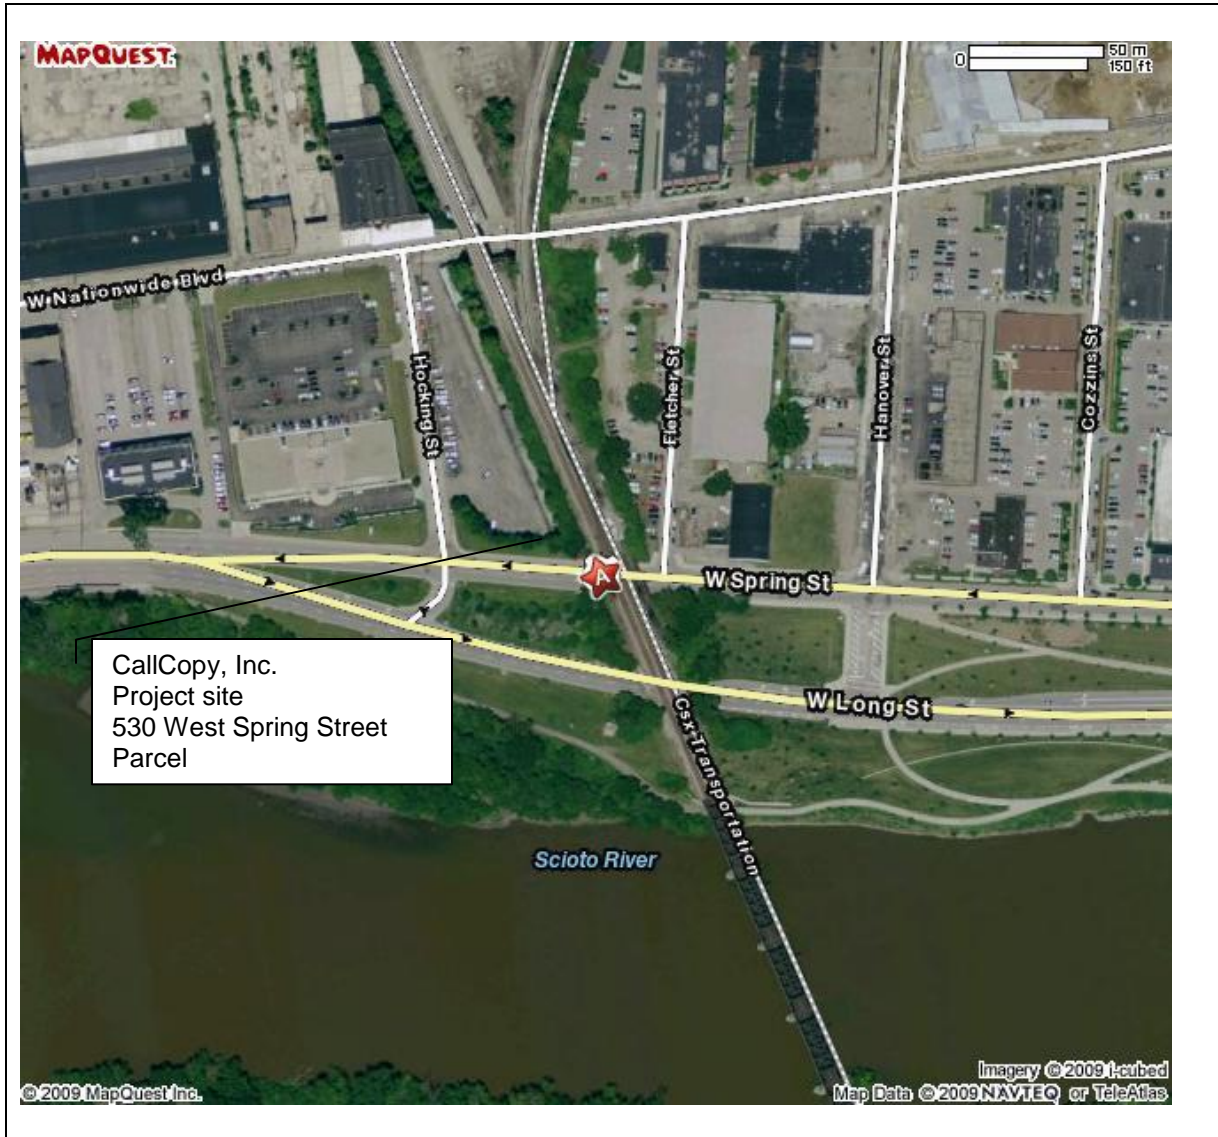 MAPQUEST.
0
50 m
150 ft
W Nationwide Blvd
Hocking St
Fletcher St
Hanover St
Cozzins St
A
W Spring St
CallCopy, Inc.
Project site
530 West Spring Street
Parcel
W Long St
Csx Transportation
Scioto River
Imagery © 2009 i-cubed
© 2009 MapQuest Inc.
Map Data © 2009 NAVTEQ or TeleAtlas